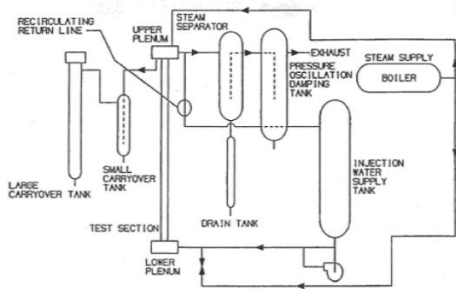 RECIRCULATING
RETURN LINE
UPPER
PLENUM
STEAM
SEPARATOR
EXHAUST
PRESSURE
OSCILLATION
DAMPING
TANK
STEAM SUPPLY
BOILER
SMALL
CARRYOVER
TANK
LARGE
CARRYOVER TANK
INJECTION
WATER
SUPPLY
TANK
TEST SECTION
DRAIN TANK
LOWER
PLENUM